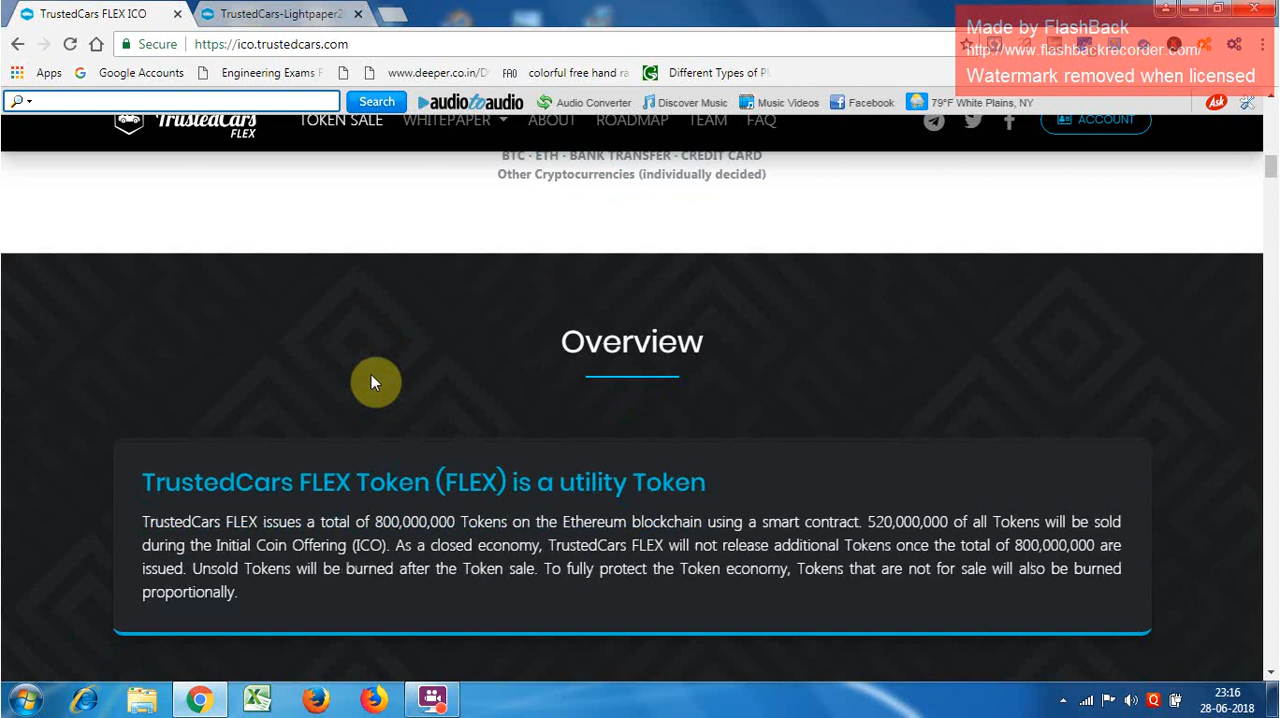 TrustedCars FLEX ICO
TrustedCars-Lightpaper2
Made by FlashBack
http://www.flashbackrecorder.com/
Watermark removed when licensed
Secure
https://ico.trustedcars.com
Apps
Google Accounts
Engineering Exams F
www.deeper.co.in/D
colorful free hand ra
Different Types of Pl
Search
audiotoaudio
Audio Converter
Discover Music
Music Videos
Facebook
79°F White Plains, NY
Ask
TrustedCars
FLEX
TOKEN SALE
WHITEPAPER
ABOUT
ROADMAP
TEAM
FAQ
ACCOUNT
BTC - ETH - BANK TRANSFER - CREDIT CARD
Other Cryptocurrencies (individually decided)
Overview
TrustedCars FLEX Token (FLEX) is a utility Token
TrustedCars FLEX issues a total of 800,000,000 Tokens on the Ethereum blockchain using a smart contract. 520,000,000 of all Tokens will be sold
during the Initial Coin Offering (ICO). As a closed economy, TrustedCars FLEX will not release additional Tokens once the total of 800,000,000 are
issued. Unsold Tokens will be burned after the Token sale. To fully protect the Token economy, Tokens that are not for sale will also be burned
proportionally.
23:16
28-06-2018